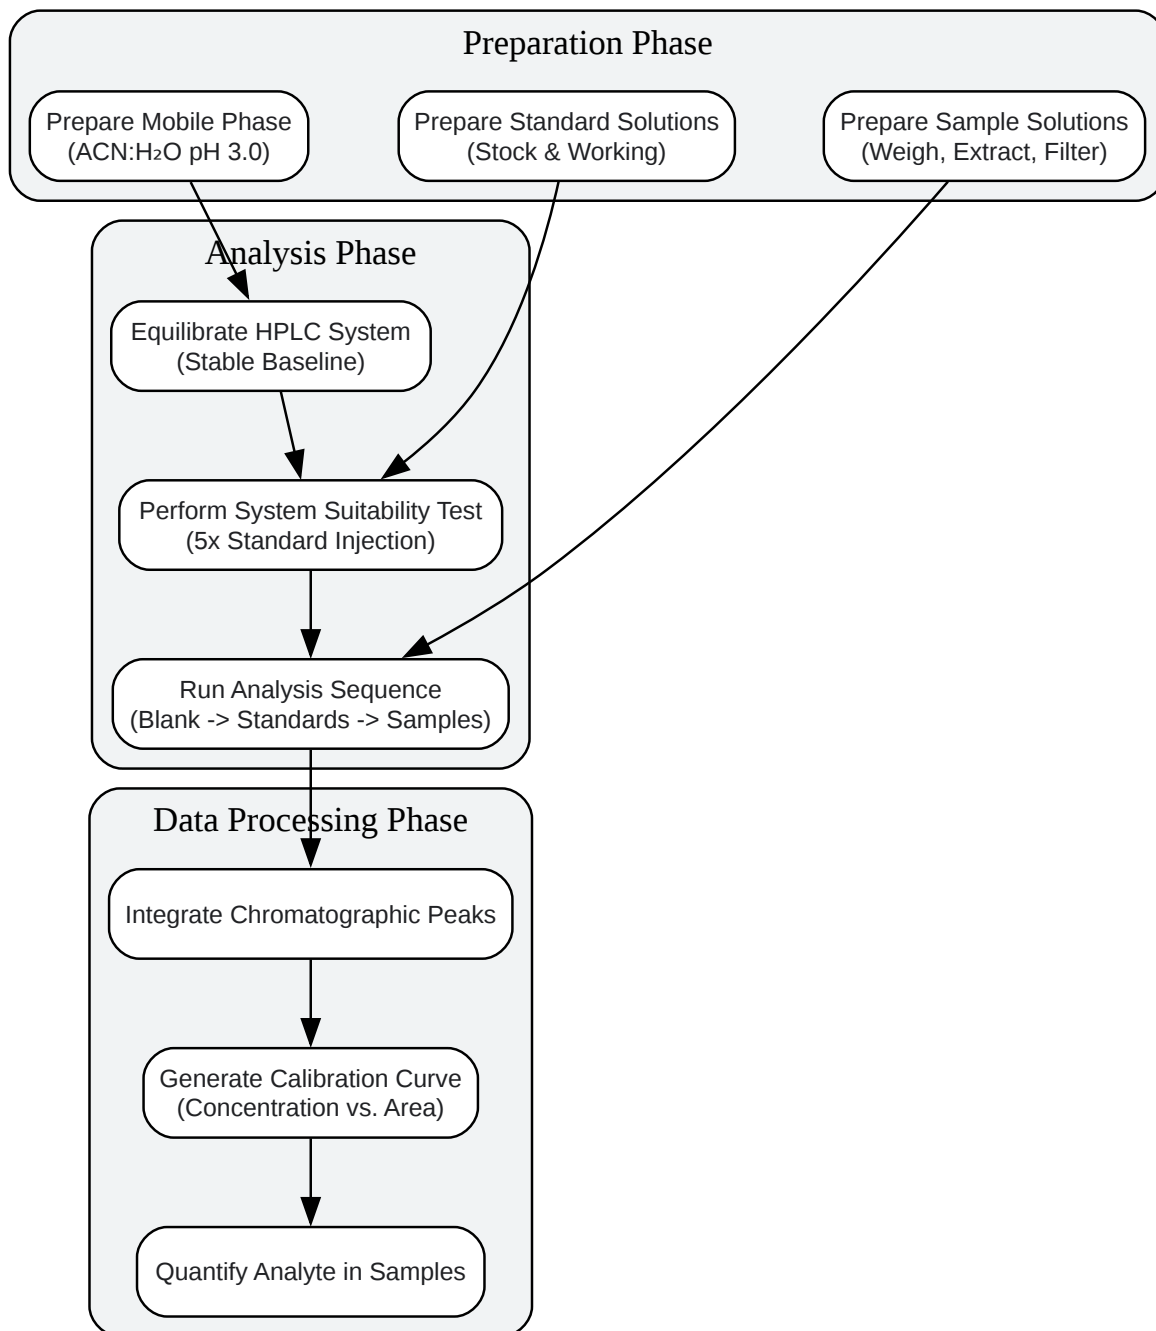 Preparation Phase
Prepare Mobile Phase
(ACN:H₂O pH 3.0)
Prepare Standard Solutions
(Stock & Working)
Prepare Sample Solutions
(Weigh, Extract, Filter)
Analysis Phase
Equilibrate HPLC System
(Stable Baseline)
Perform System Suitability Test
(5x Standard Injection)
Run Analysis Sequence
(Blank -> Standards -> Samples)
Data Processing Phase
Integrate Chromatographic Peaks
Generate Calibration Curve
(Concentration vs. Area)
Quantify Analyte in Samples